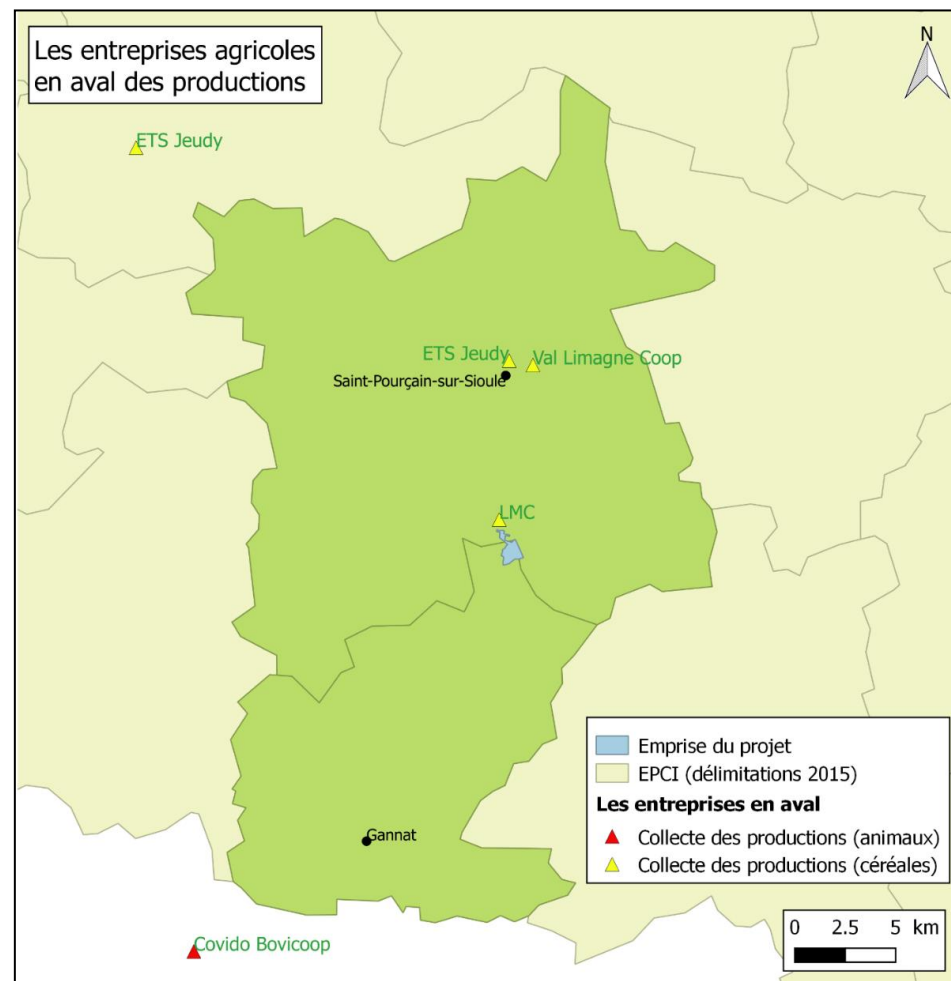 Les entreprises agricoles
en aval des productions
N
ETS Jeudy
ETS Jeudy
Val Limagne Coop
Saint-Pourçain-sur-Sioule
LMC
Gannat
Covido Bovicoop
Emprise du projet
EPCI (délimitations 2015)
Les entreprises en aval
Collecte des productions (animaux)
Collecte des productions (céréales)
0 2.5 5 km